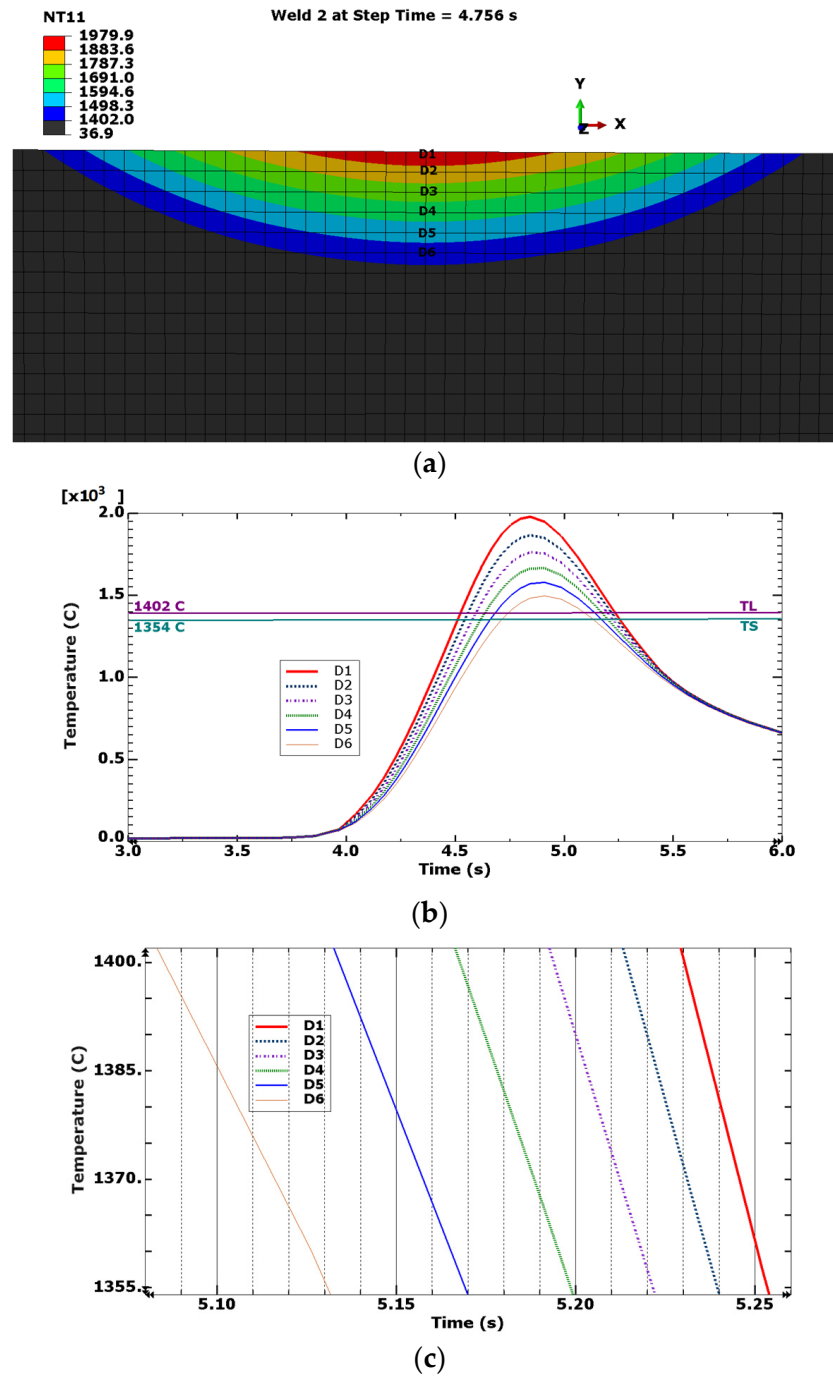 NT11
Weld 2 at Step Time = 4.756 s
1979.9
1883.6
1787.3
1691.0
1594.6
1498.3
1402.0
36.9
Y
Z
X
D1
D2
D3
D4
D5
D6
(a)
[x10³ ]
2.0
1.5
1.0
0.5
0.0
Temperature (C)
1402 C
TL
1354 C
TS
D1
D2
D3
D4
D5
D6
3.0 3.5 4.0 4.5 5.0 5.5 6.0
Time (s)
(b)
1400.
1385.
1370.
1355.
Temperature (C)
D1
D2
D3
D4
D5
D6
5.10 5.15 5.20 5.25
Time (s)
(c)